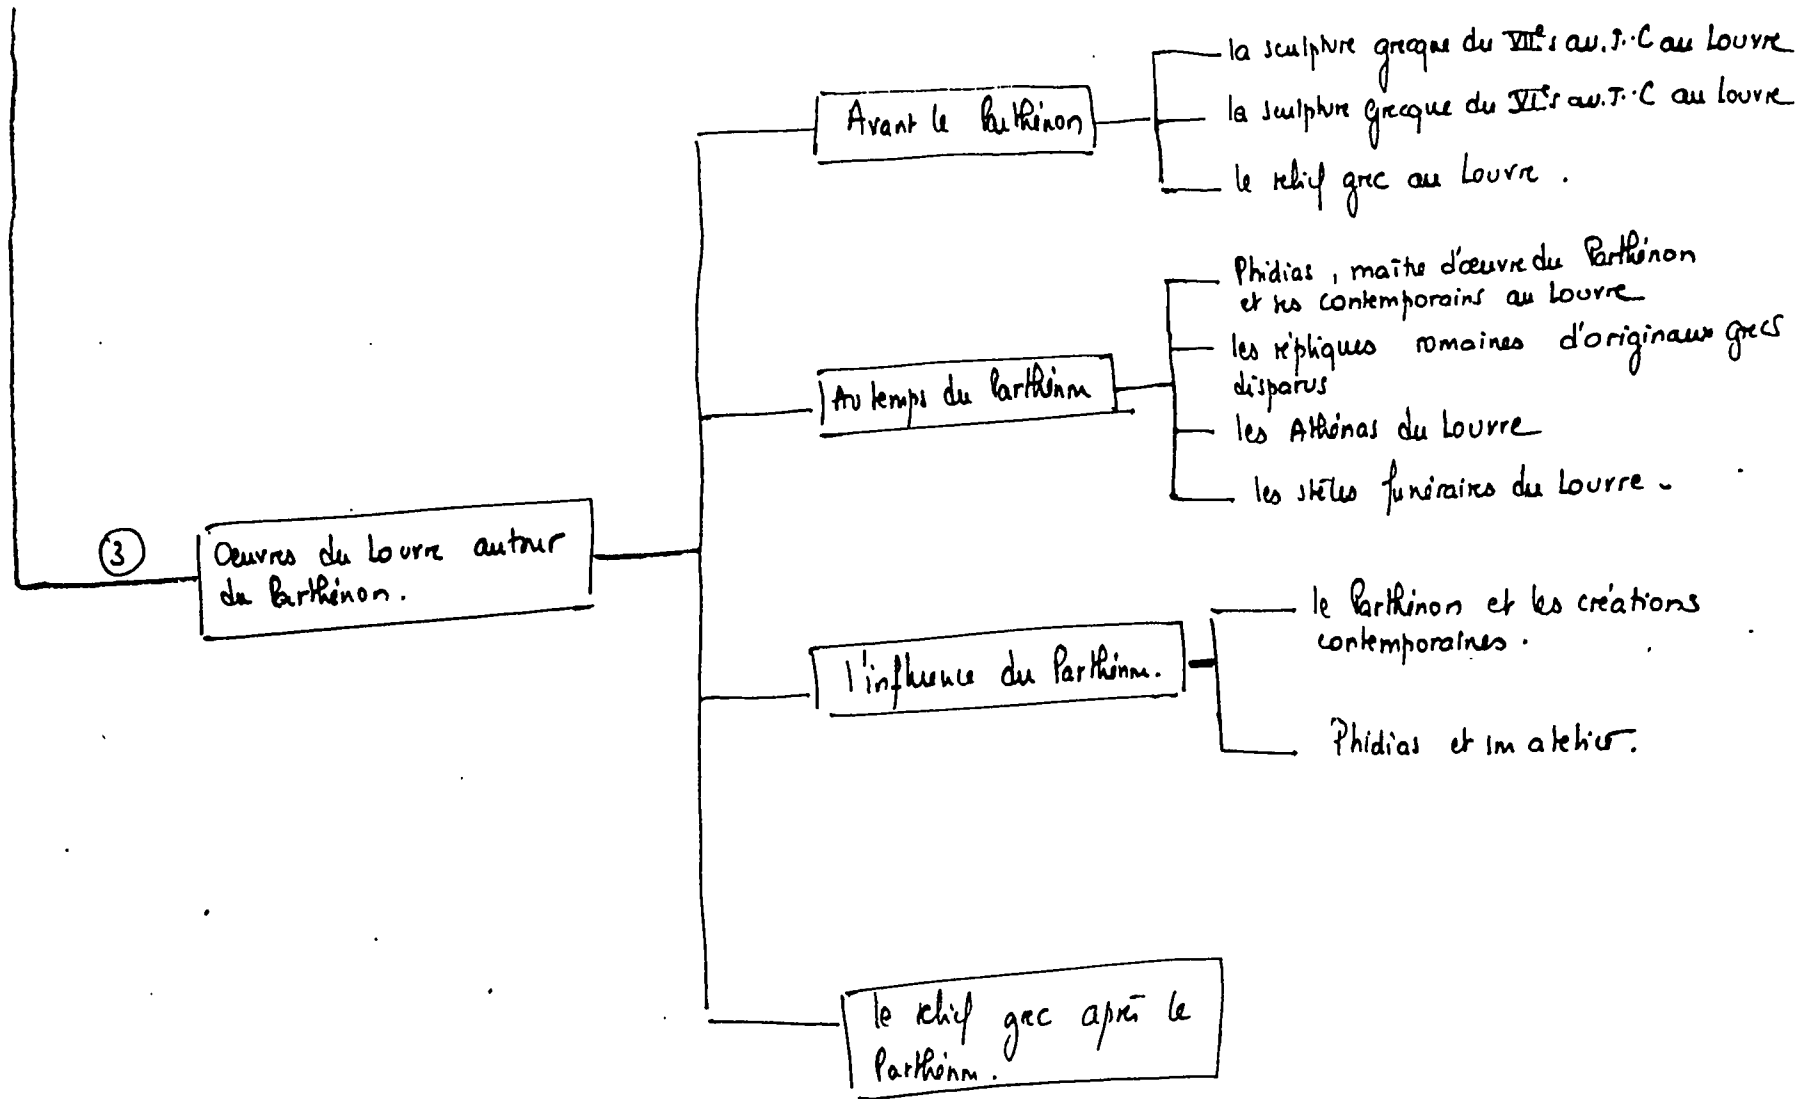 la sculpture grecque du VIIe s av. J.-C au Louvre
la sculpture grecque du VIe s av. J.-C au Louvre
le relief grec au Louvre.
Avant le Parthénon
Phidias, maître d'œuvre du Parthénon
et ses contemporains au Louvre
les répliques romaines d'originaux grecs
disparus
les Athénas du Louvre
les stèles funéraires du Louvre.
Au temps du Parthénon
3
Œuvres du Louvre autour
du Parthénon.
le Parthénon et les créations
contemporaines.
Phidias et son atelier.
l'influence du Parthénon.
le relief grec après le
Parthénon.